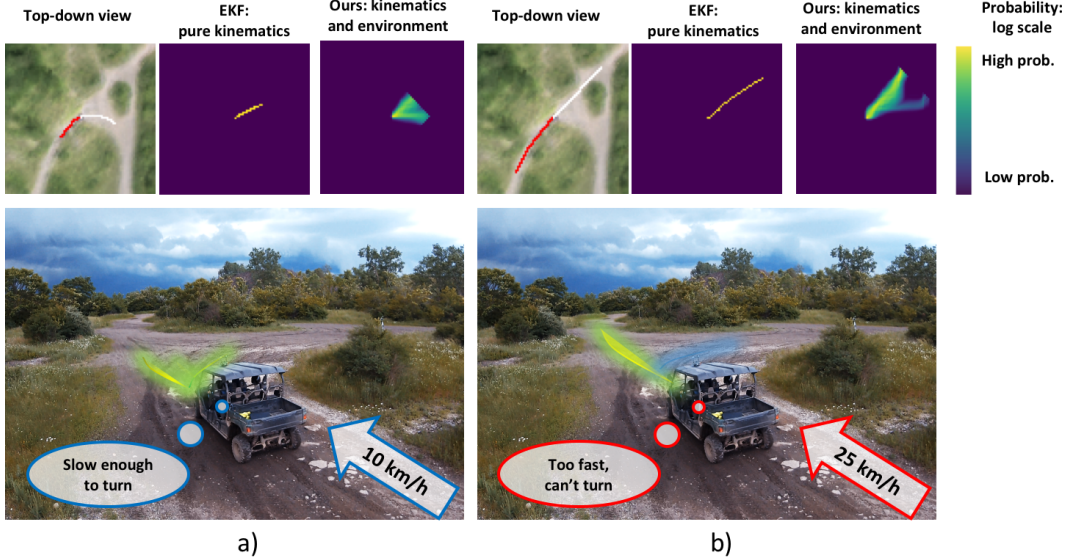 Top-down view
EKF:
pure kinematics
Ours: kinematics
and environment
Top-down view
EKF:
pure kinematics
Ours: kinematics
and environment
Probability:
log scale
High prob.
Low prob.
Slow enough
to turn
10 km/h
Too fast,
can't turn
25 km/h
a)
b)